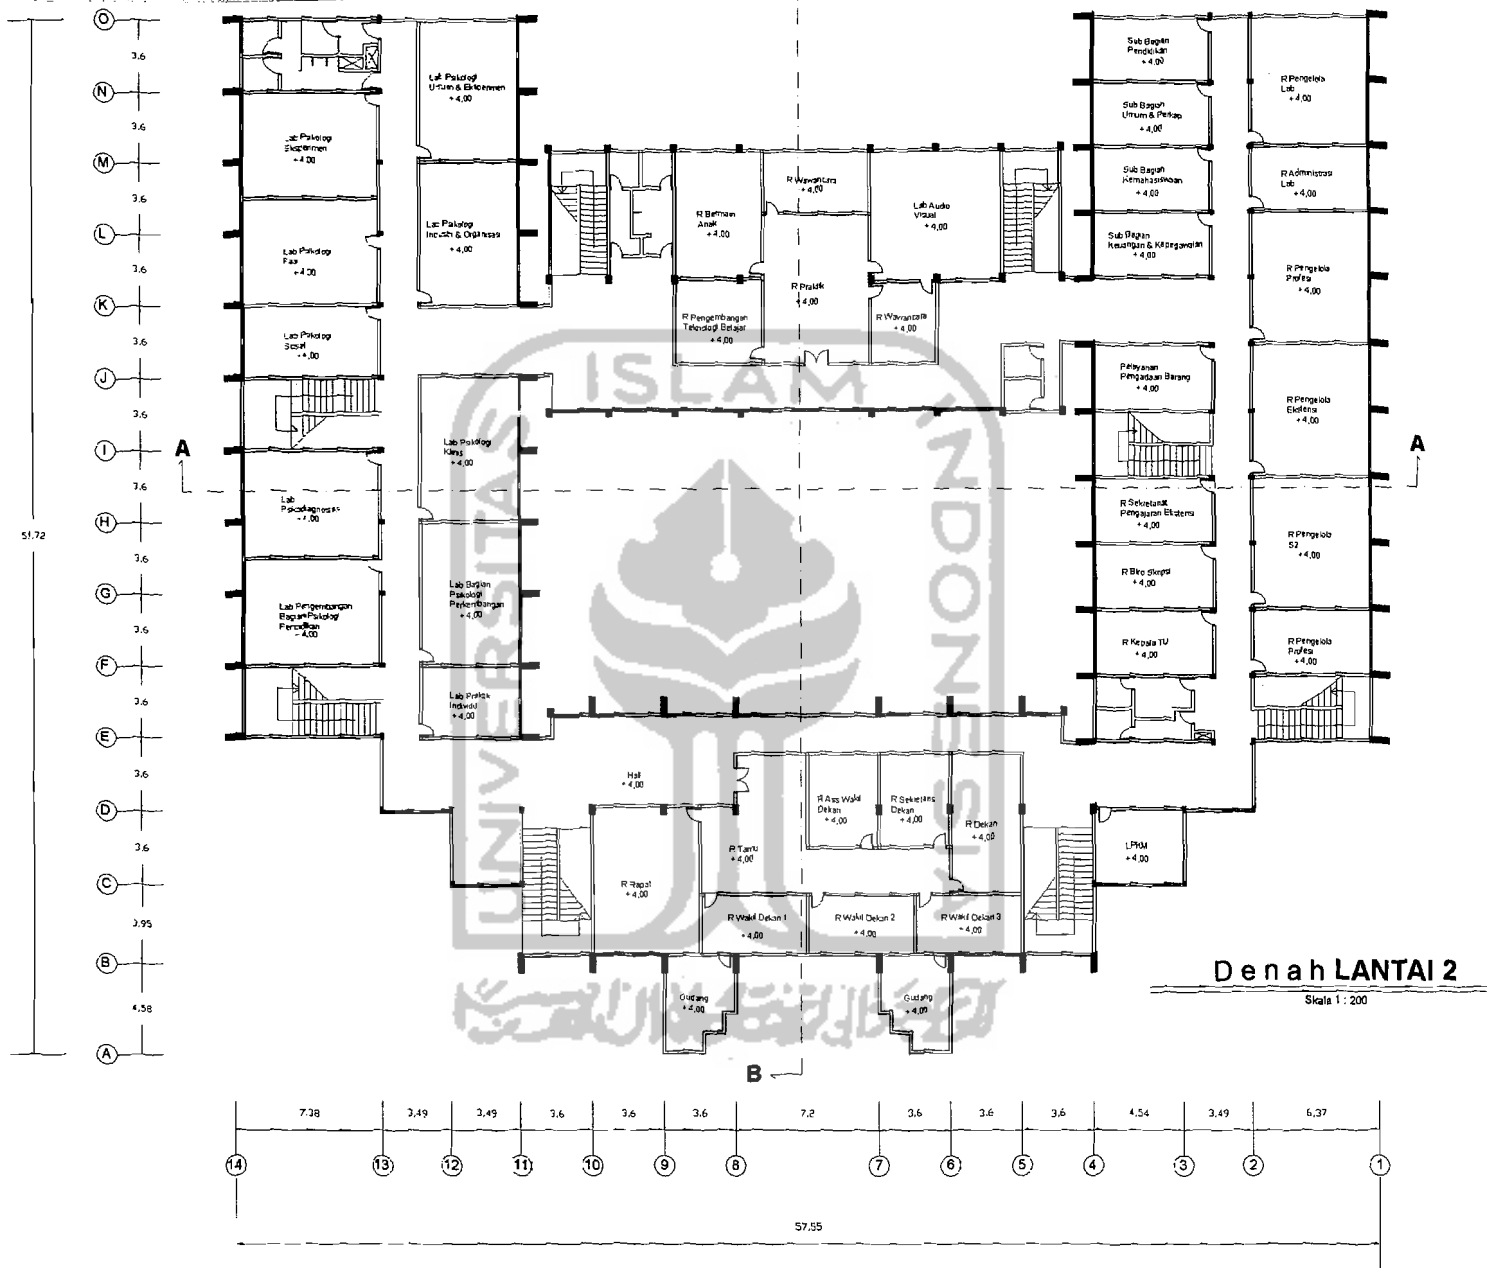 O
3.6
N
3.6
M
3.6
L
3.6
K
3.6
J
3.6
I
3.6
H
3.6
G
3.6
F
3.6
E
3.6
D
3.6
C
3.95
B
4.58
A
51.72
A
A
B
Lab Psikologi
Umum & Eksperimen
+ 4,00
Lab Psikologi
Eksperimen
+ 4,00
Lab Psikologi
Industri & Organisasi
+ 4,00
Lab Psikologi
Faal
+ 4,00
Lab Psikologi
Sosial
+ 4,00
Lab Psikologi
Klinis
+ 4,00
Lab
Psikodiagnostik
+ 4,00
Lab Bagian
Psikologi
Perkembangan
+ 4,00
Lab Pengembangan
Bagian Psikologi
Pendidikan
+ 4,00
Lab Praktik
Individu
+ 4,00
R Bermain
Anak
+ 4,00
R Wawancara
+ 4,00
Lab Audio
Visual
+ 4,00
R Praktik
+ 4,00
R Pengembangan
Teknologi Belajar
+ 4,00
R Wawancara
+ 4,00
Sub Bagian
Pendidikan
+ 4,00
Sub Bagian
Umum & Perkap
+ 4,00
Sub Bagian
Kemahasiswaan
+ 4,00
Sub Bagian
Keuangan & Kepegawaian
+ 4,00
R Pengelola
Lab
+ 4,00
R Administrasi
Lab
+ 4,00
R Pengelola
Profesi
+ 4,00
Pelayanan
Pengadaan Barang
+ 4,00
R Pengelola
Ekstensi
+ 4,00
R Sekretariat
Pengajaran Ekstensi
+ 4,00
R Pengelola
S2
+ 4,00
R Biro Skripsi
+ 4,00
R Kepala TU
+ 4,00
R Pengelola
Profesi
+ 4,00
Hall
+ 4,00
R Ass Wakil
Dekan
+ 4,00
R Sekretaris
Dekan
+ 4,00
R Dekan
+ 4,00
LPKM
+ 4,00
R Tamu
+ 4,00
R Rapat
+ 4,00
R Wakil Dekan 1
+ 4,00
R Wakil Dekan 2
+ 4,00
R Wakil Dekan 3
+ 4,00
Gudang
+ 4,00
Gudang
+ 4,00
UNIVERSITAS
ISLAM
INDONESIA
Denah LANTAI 2
Skala 1 : 200
7.38
3,49
3,49
3.6
3.6
3.6
7.2
3.6
3.6
3.6
4,54
3,49
6,37
14
13
12
11
10
9
8
7
6
5
4
3
2
1
57.55